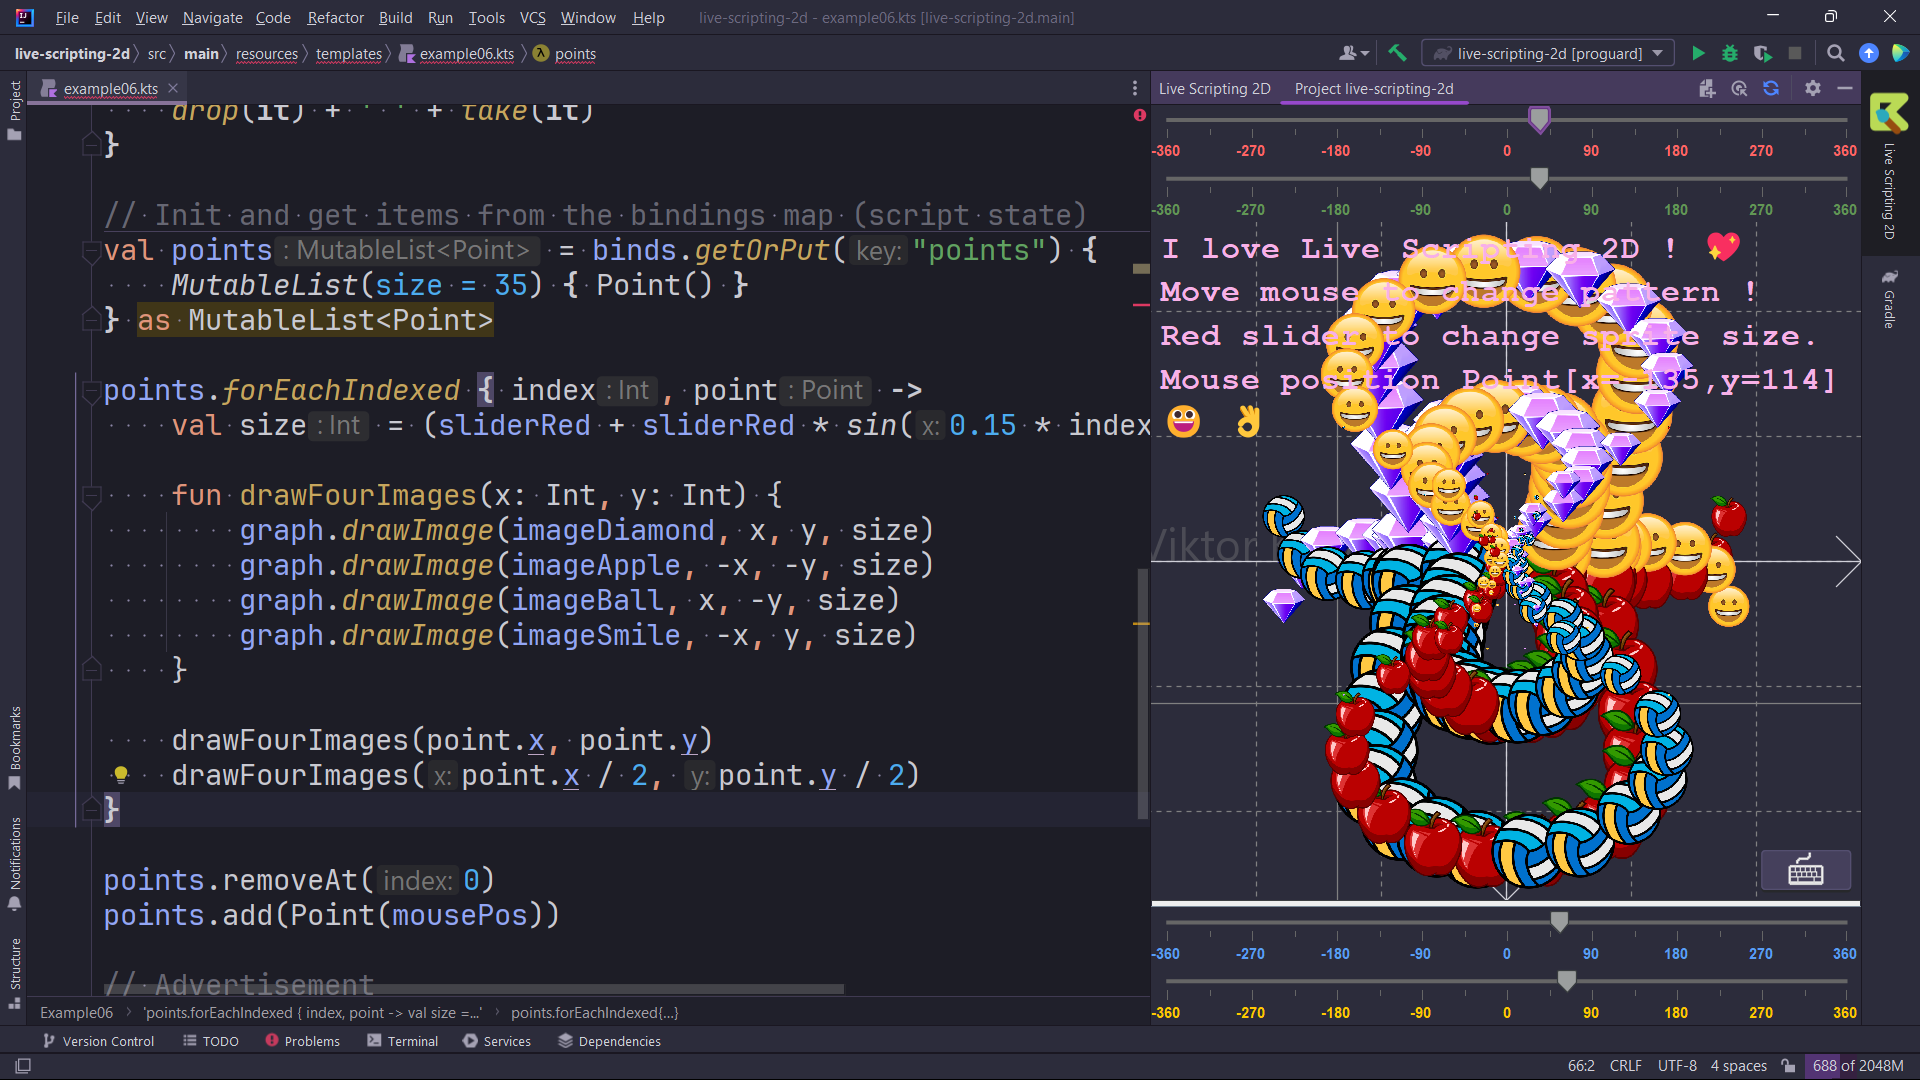 File Edit View Navigate Code Refactor Build Run Tools VCS Window Help live-scripting-2d - example06.kts [live-scripting-2d.main]
live-scripting-2d src main resources templates example06.kts points
live-scripting-2d [proguard]
Project
example06.kts
Live Scripting 2D Project live-scripting-2d
drop(it) + " " + take(it)
}
// Init and get items from the bindings map (script state)
val points : MutableList<Point> = binds.getOrPut( key: "points") {
MutableList(size = 35) { Point() }
} as MutableList<Point>
points.forEachIndexed { index : Int , point : Point ->
val size : Int = (sliderRed + sliderRed * sin( x: 0.15 * index
fun drawFourImages(x: Int, y: Int) {
graph.drawImage(imageDiamond, x, y, size)
graph.drawImage(imageApple, -x, -y, size)
graph.drawImage(imageBall, x, -y, size)
graph.drawImage(imageSmile, -x, y, size)
}
drawFourImages(point.x, point.y)
drawFourImages( x: point.x / 2, y: point.y / 2)
}
points.removeAt( index: 0)
points.add(Point(mousePos))
// Advertisement
-360 -270 -180 -90 0 90 180 270 360
-360 -270 -180 -90 0 90 180 270 360
I love Live Scripting 2D !
Move mouse to change pattern !
Red slider to change sprite size.
Mouse position Point[x=-135,y=114]
Viktor
-360 -270 -180 -90 0 90 180 270 360
-360 -270 -180 -90 0 90 180 270 360
Live Scripting 2D
Gradle
Bookmarks
Notifications
Structure
Example06 'points.forEachIndexed { index, point -> val size =...' points.forEachIndexed{...}
Version Control TODO Problems Terminal Services Dependencies
66:2 CRLF UTF-8 4 spaces 688 of 2048M